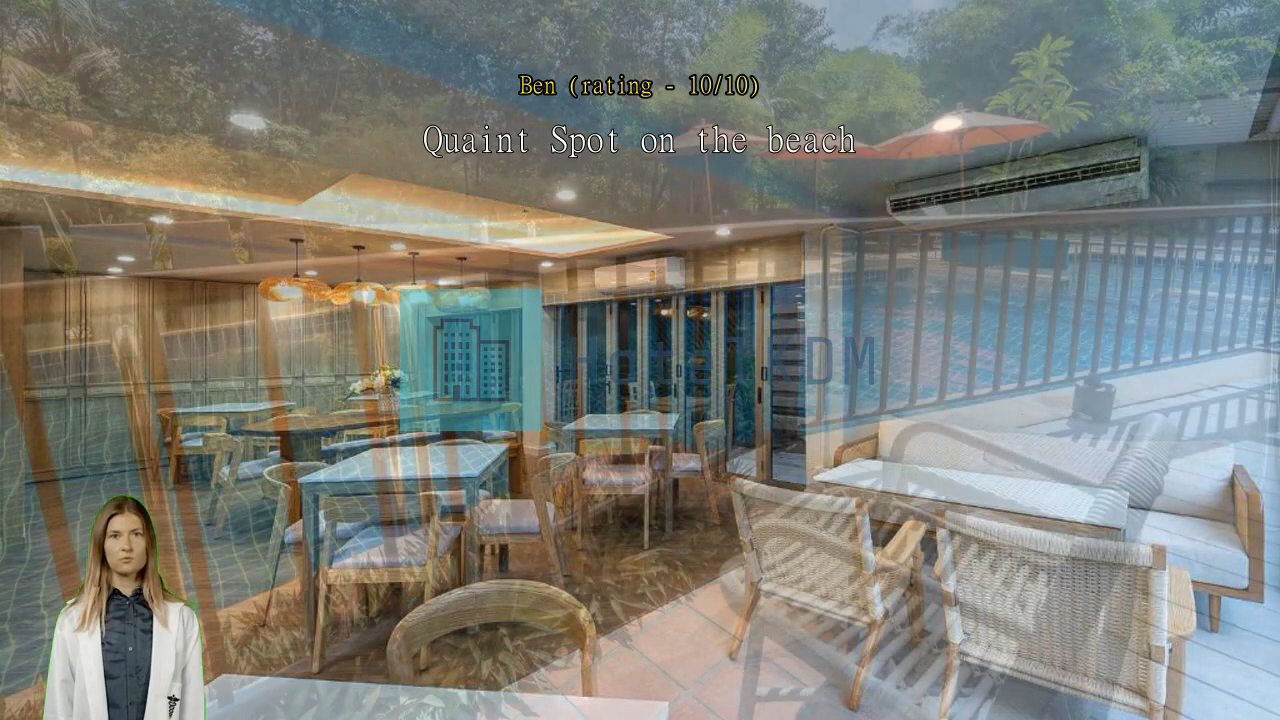 Ben (rating - 10/10)
Quaint Spot on the beach